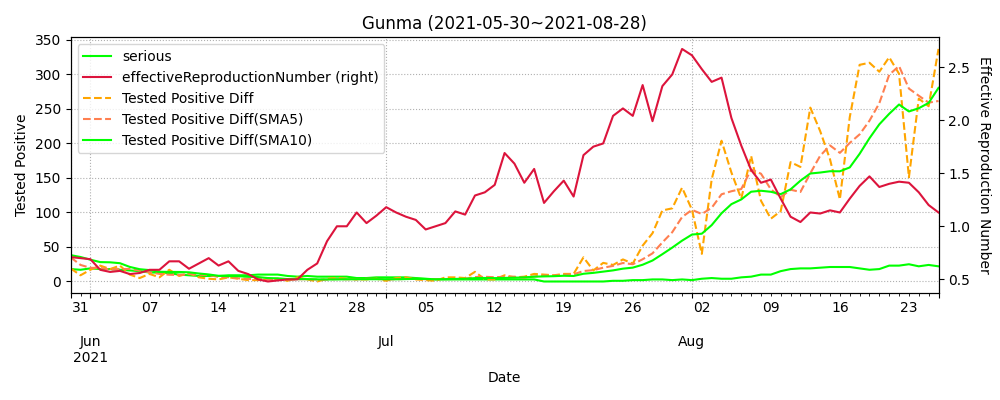 Gunma (2021-05-30~2021-08-28)
serious
effectiveReproductionNumber (right)
Tested Positive Diff
Tested Positive Diff(SMA5)
Tested Positive Diff(SMA10)
Tested Positive
350
300
250
200
150
100
50
0
2.5
2.0
1.5
1.0
0.5
Effective Reproduction Number
31 07 14 21 28 05 12 19 26 02 09 16 23
Jun Jul Aug
2021
Date